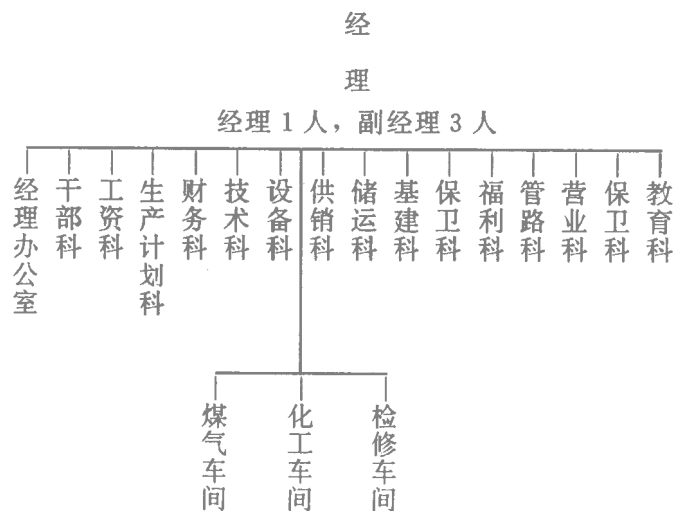 经
理
经理1人，副经理3人
经理办公室
干部科
工资科
生产计划科
财务科
技术科
设备科
供销科
储运科
基建科
保卫科
福利科
管路科
营业科
保卫科
教育科
煤气车间
化工车间
检修车间